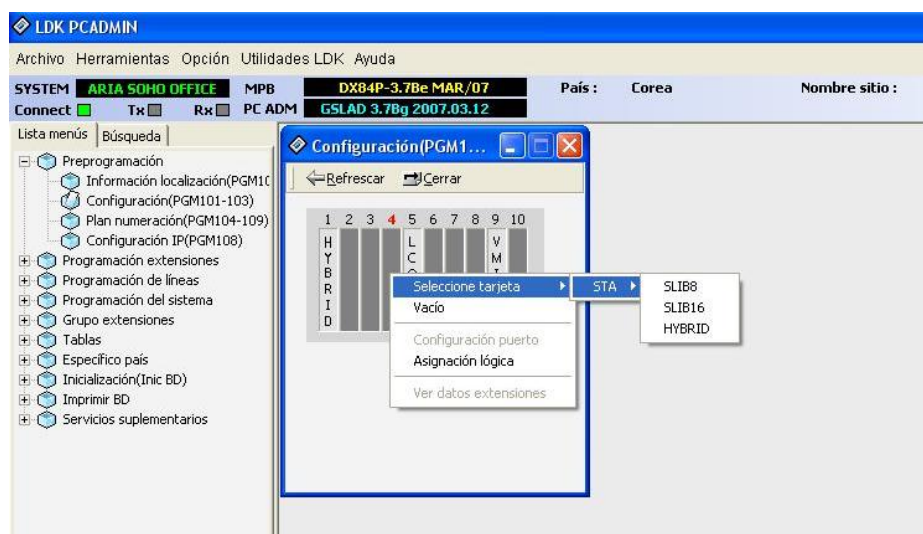 LDK PCADMIN
Archivo Herramientas Opción Utilidades LDK Ayuda
SYSTEM ARIA SOHO OFFICE MPB DX84P-3.7Be MAR/07 País : Corea Nombre sitio :
Connect Tx Rx PC ADM GSLAD 3.7Bg 2007.03.12
Lista menús Búsqueda
Preprogramación
Información localización(PGM10
Configuración(PGM101-103)
Plan numeración(PGM104-109)
Configuración IP(PGM108)
Programación extensiones
Programación de líneas
Programación del sistema
Grupo extensiones
Tablas
Específico país
Inicialización(Inic BD)
Imprimir BD
Servicios suplementarios
Configuración(PGM1...
Refrescar Cerrar
1 2 3 4 5 6 7 8 9 10
HYBRID
LCO
VMI
Seleccione tarjeta
Vacío
Configuración puerto
Asignación lógica
Ver datos extensiones
STA
SLIB8
SLIB16
HYBRID